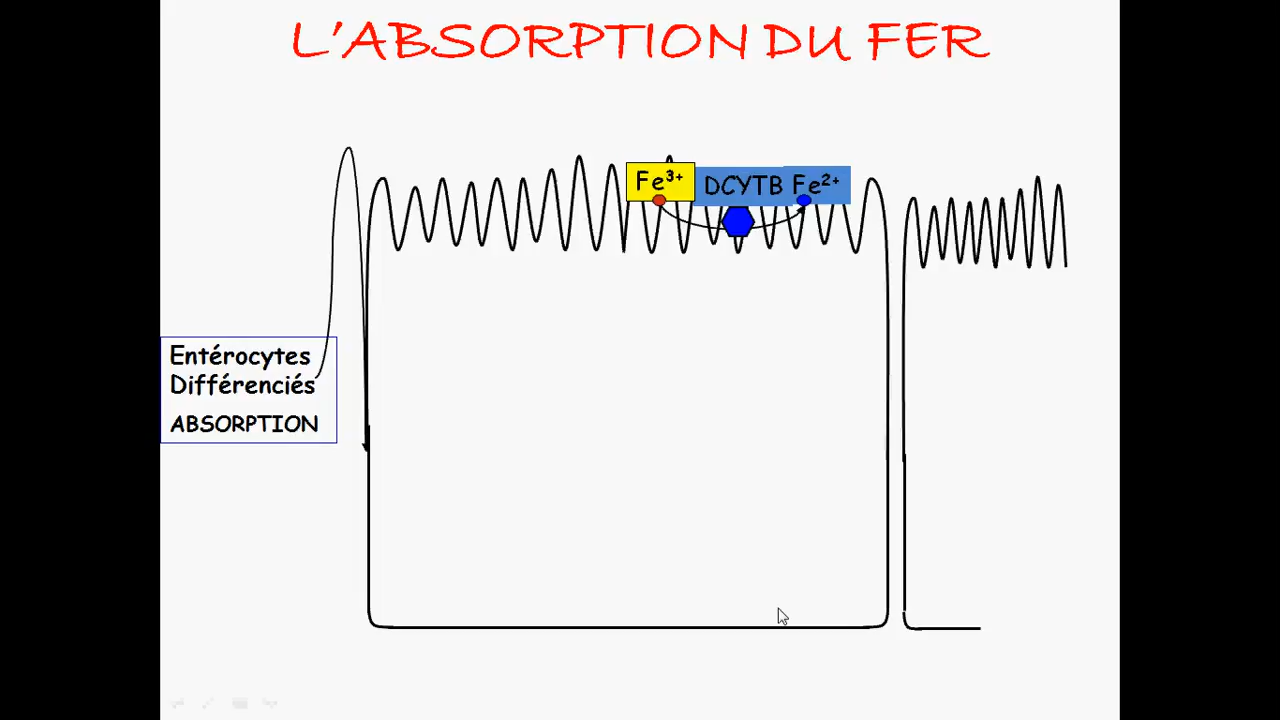 L'ABSORPTION DU FER
Fe³⁺ DCYTB Fe²⁺
Entérocytes
Différenciés
ABSORPTION